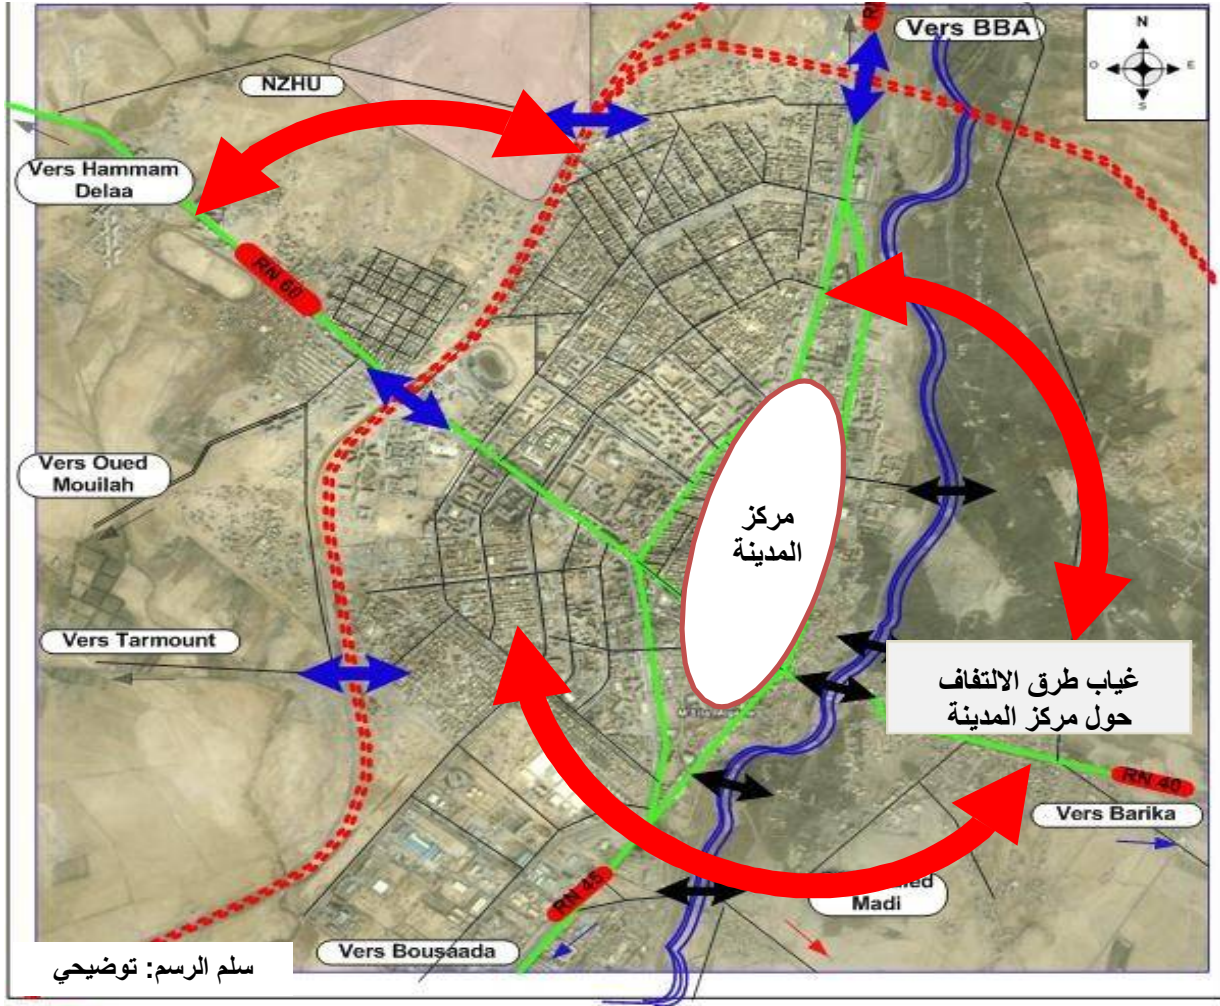 Vers BBA
N
O
E
S
NZHU
Vers Hammam
Delaa
RN 60
Vers Oued
Mouilah
مركز
المدينة
Vers Tarmount
غياب طرق الالتفاف
حول مركز المدينة
RN 40
Vers Barika
RN 45
Madi
Vers Bousaada
سلم الرسم: توضيحي